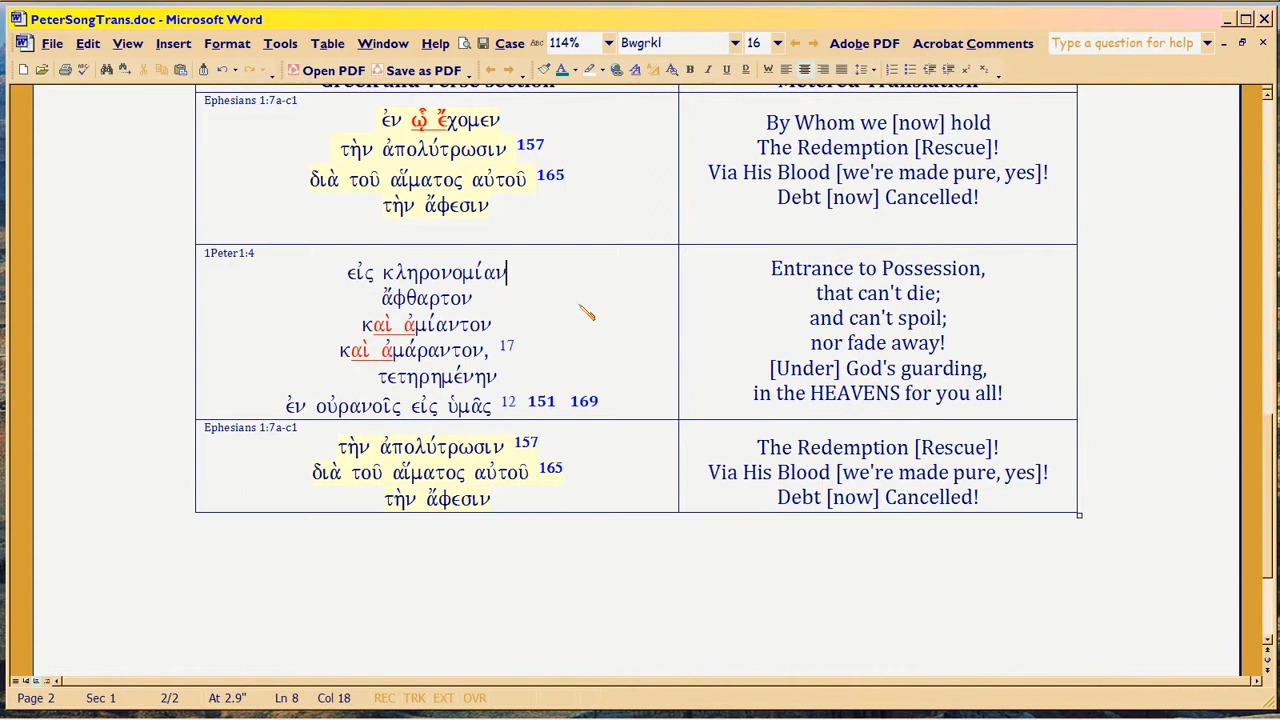 PeterSongTrans.doc - Microsoft Word
File Edit View Insert Format Tools Table Window Help Case 114% Bwgrkl 16 Adobe PDF Acrobat Comments Type a question for help
Open PDF Save as PDF
Greek and Verse section Metered Translation
Ephesians 1:7a-c1
ἐν ᾧ ἔχομεν
τὴν ἀπολύτρωσιν 157
διὰ τοῦ αἵματος αὐτοῦ 165
τὴν ἄφεσιν
By Whom we [now] hold
The Redemption [Rescue]!
Via His Blood [we're made pure, yes]!
Debt [now] Cancelled!
1Peter1:4
εἰς κληρονομίαν
ἄφθαρτον
καὶ ἀμίαντον
καὶ ἀμάραντον, 17
τετηρημένην
ἐν οὐρανοῖς εἰς ὑμᾶς 12 151 169
Entrance to Possession,
that can't die;
and can't spoil;
nor fade away!
[Under] God's guarding,
in the HEAVENS for you all!
Ephesians 1:7a-c1
τὴν ἀπολύτρωσιν 157
διὰ τοῦ αἵματος αὐτοῦ 165
τὴν ἄφεσιν
The Redemption [Rescue]!
Via His Blood [we're made pure, yes]!
Debt [now] Cancelled!
Page 2 Sec 1 2/2 At 2.9" Ln 8 Col 18 REC TRK EXT OVR